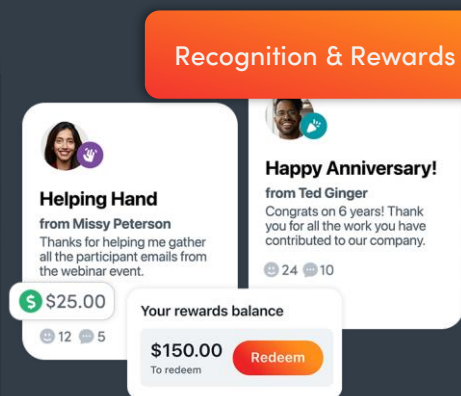 Recognition & Rewards
Helping Hand
from Missy Peterson
Thanks for helping me gather
all the participant emails from
the webinar event.
$ $25.00
12 5
Happy Anniversary!
from Ted Ginger
Congrats on 6 years! Thank
you for all the work you have
contributed to our company.
24 10
Your rewards balance
$150.00
To redeem
Redeem